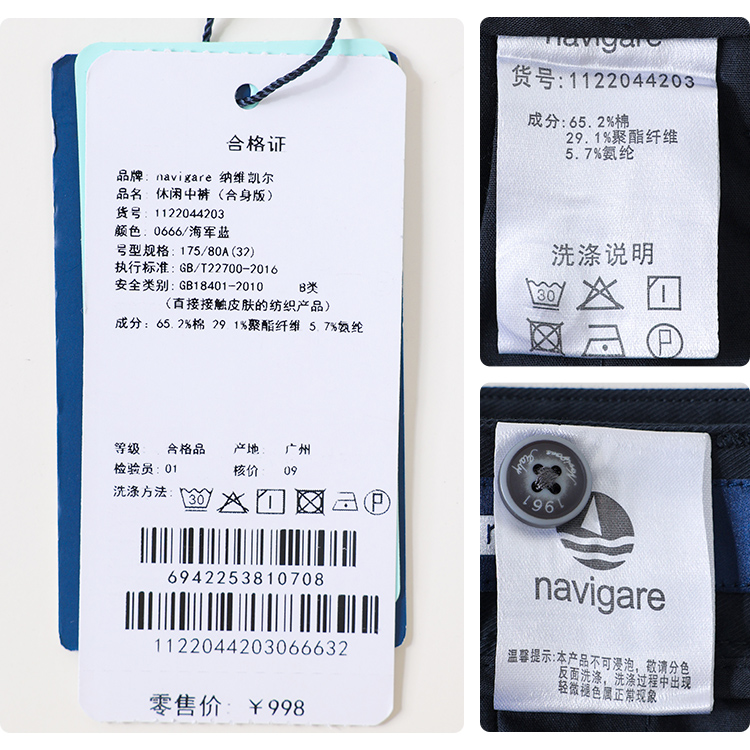 合格证
品牌: navigare 纳维凯尔
品名: 休闲中裤（合身版）
货号: 1122044203
颜色: 0666/海军蓝
号型规格: 175/80A(32)
执行标准: GB/T22700-2016
安全类别: GB18401-2010 B类
（直接接触皮肤的纺织产品）
成分: 65.2%棉 29.1%聚酯纤维 5.7%氨纶
等级: 合格品 产地: 广州
检验员: 01 核价: 09
洗涤方法: 30 P
6942253810708
1122044203066632
零售价: ￥998
navigare
货号: 1122044203
成分: 65.2%棉
29.1%聚酯纤维
5.7%氨纶
洗涤说明
30
P
1961
navigare
温馨提示: 本产品不可浸泡，敬请分色
反面洗涤，洗涤过程中出现
轻微褪色属正常现象